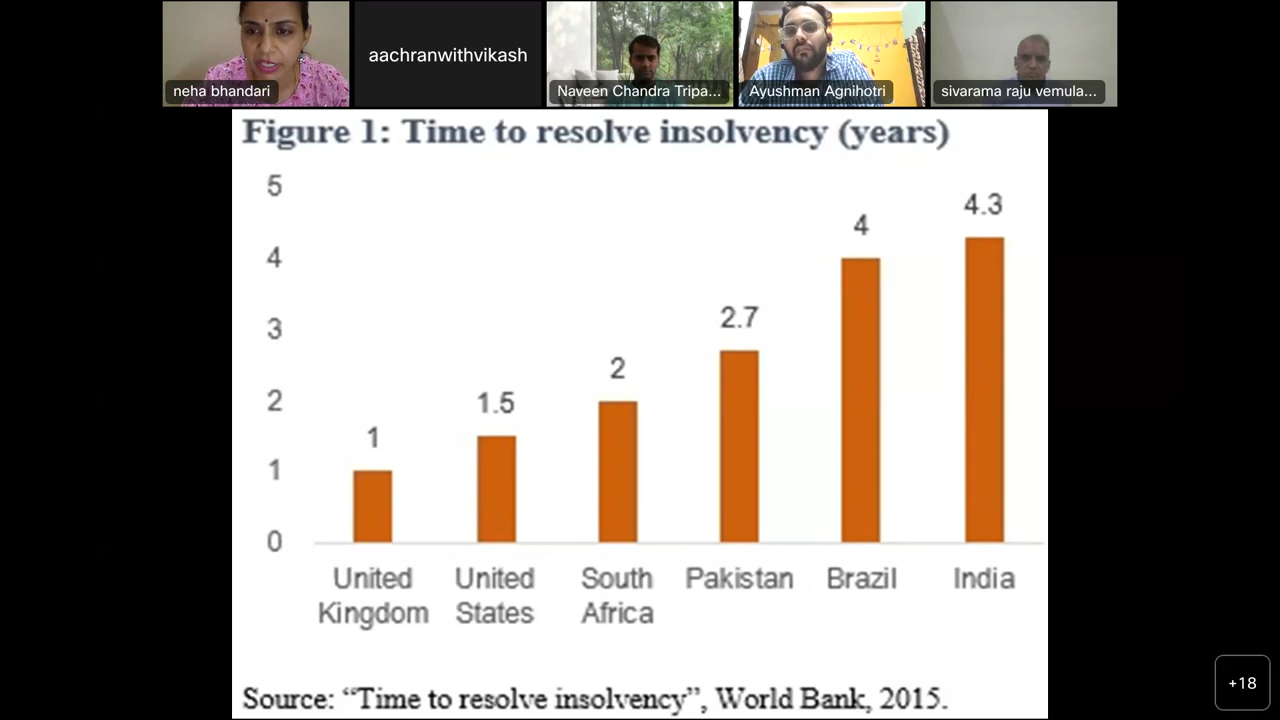 neha bhandari
aachranwithvikash
Naveen Chandra Tripa...
Ayushman Agnihotri
sivarama raju vemula...
Figure 1: Time to resolve insolvency (years)
5
4
3
2
1
0
1
1.5
2
2.7
4
4.3
United Kingdom
United States
South Africa
Pakistan
Brazil
India
Source: “Time to resolve insolvency”, World Bank, 2015.
+18